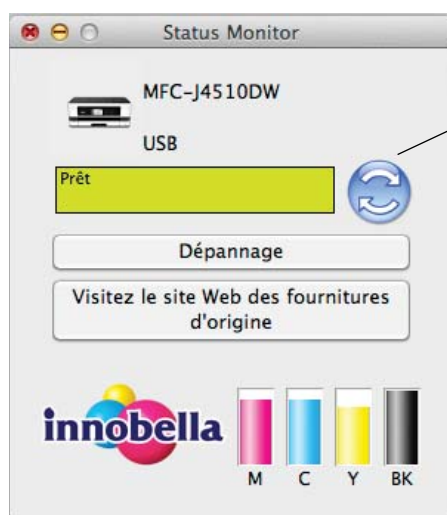 Status Monitor
MFC-J4510DW
USB
Prêt
Dépannage
Visitez le site Web des fournitures
d'origine
innobella
M C Y BK